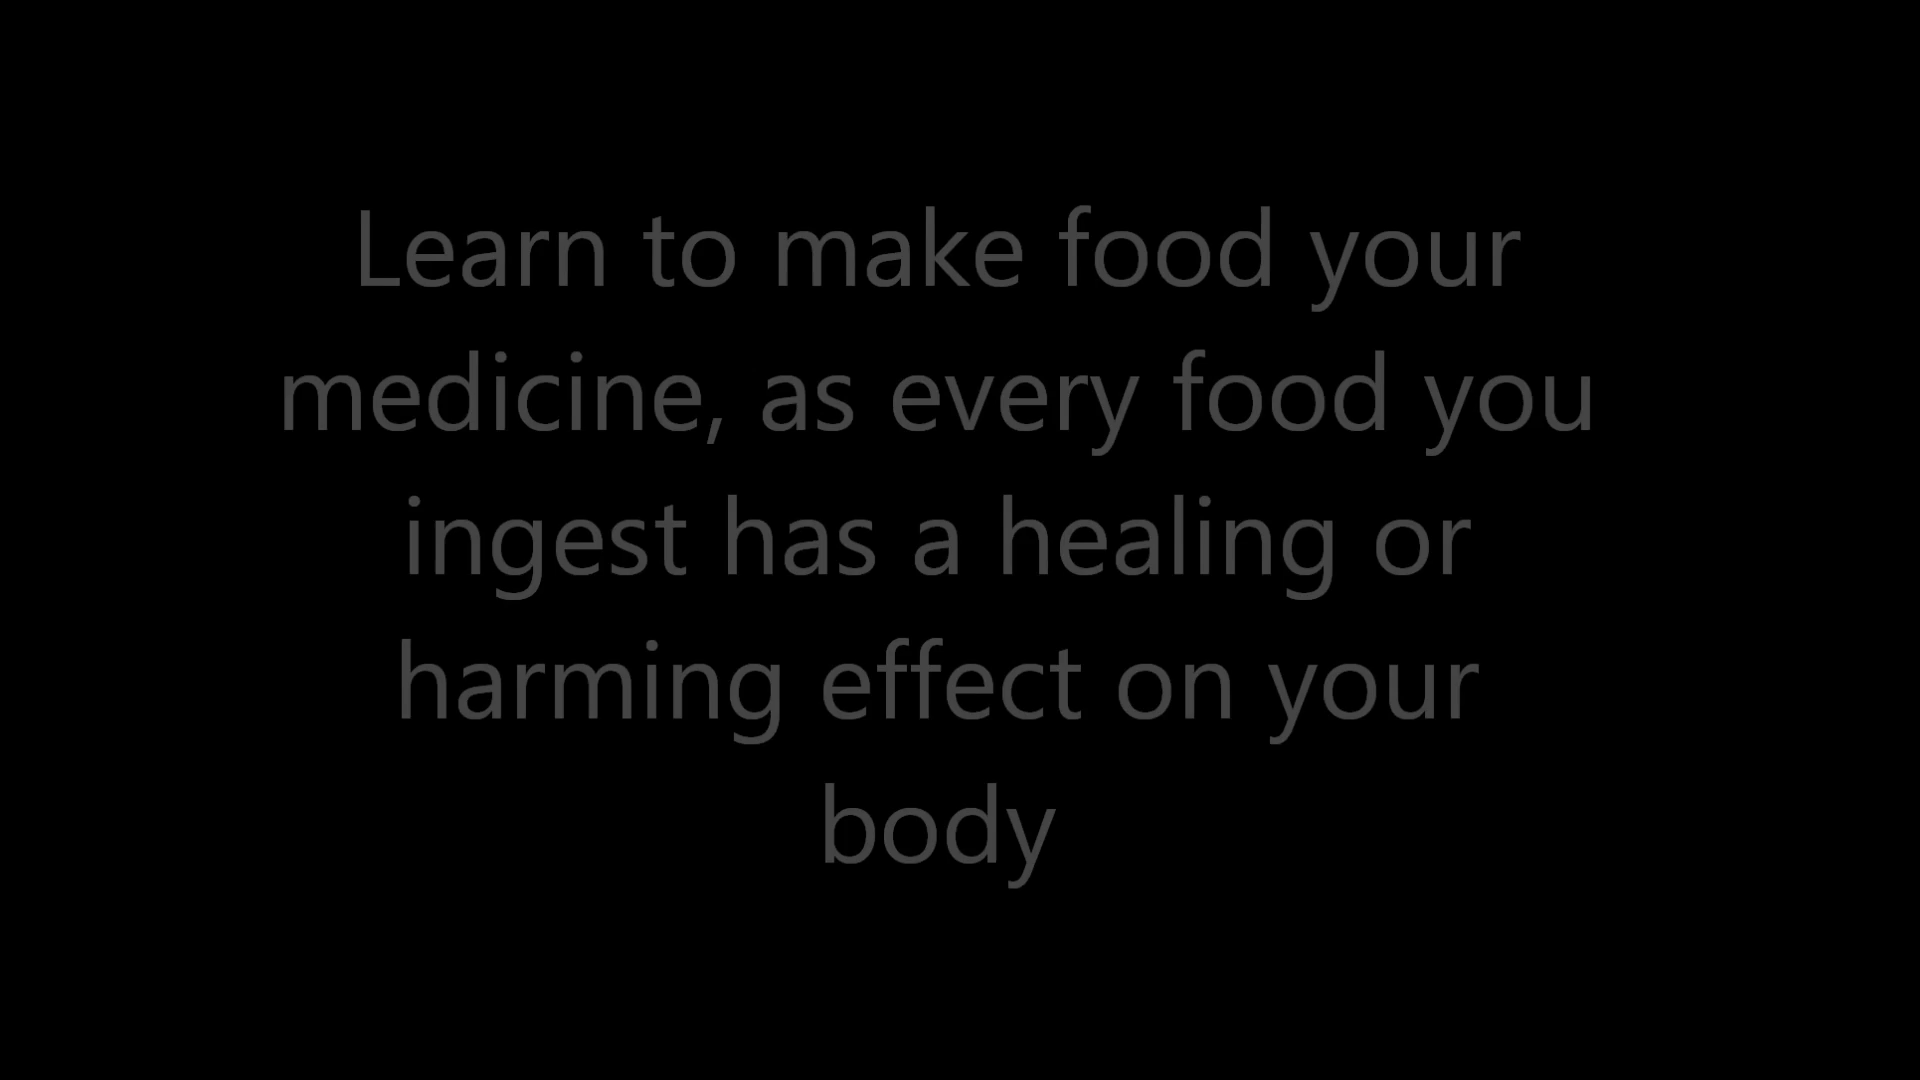 Learn to make food your
medicine, as every food you
ingest has a healing or
harming effect on your
body